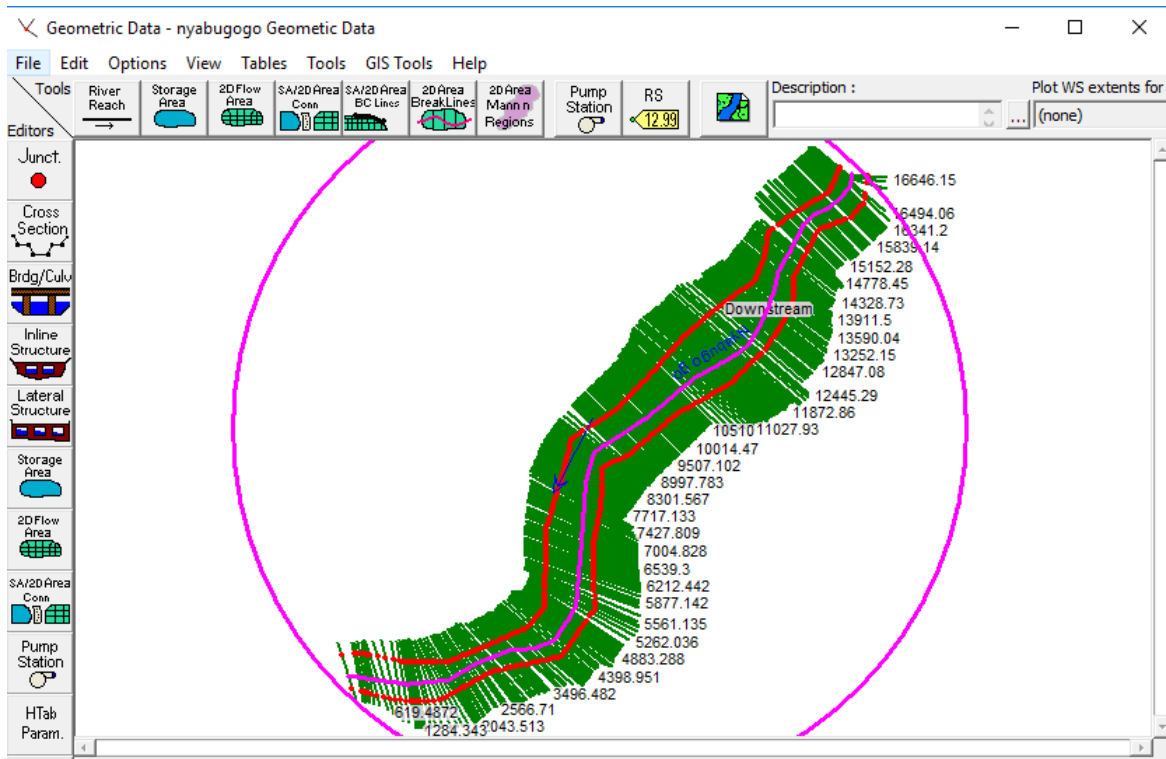 Geometric Data - nyabugogo Geometic Data
File Edit Options View Tables Tools GIS Tools Help
Tools
Editors
River Reach
Storage Area
2D Flow Area
SA/2D Area Conn
SA/2D Area BC Lines
2D Area BreakLines
2D Area Mann n Regions
Pump Station
RS
12.99
Description :
...
Plot WS extents for
(none)
Junct.
Cross Section
Brdg/Culv
Inline Structure
Lateral Structure
Storage Area
2D Flow Area
SA/2D Area Conn
Pump Station
HTab Param.
16646.15
16494.06
16341.2
15839.14
15152.28
14778.45
14328.73
Downstream
13911.5
13590.04
13252.15
12847.08
12445.29
11872.86
11027.93
10510
10014.47
9507.102
8997.783
8301.567
7717.133
7427.809
7004.828
6539.3
6212.442
5877.142
5561.135
5262.036
4883.288
4398.951
3496.482
2566.71
2043.513
1284.343
619.4872